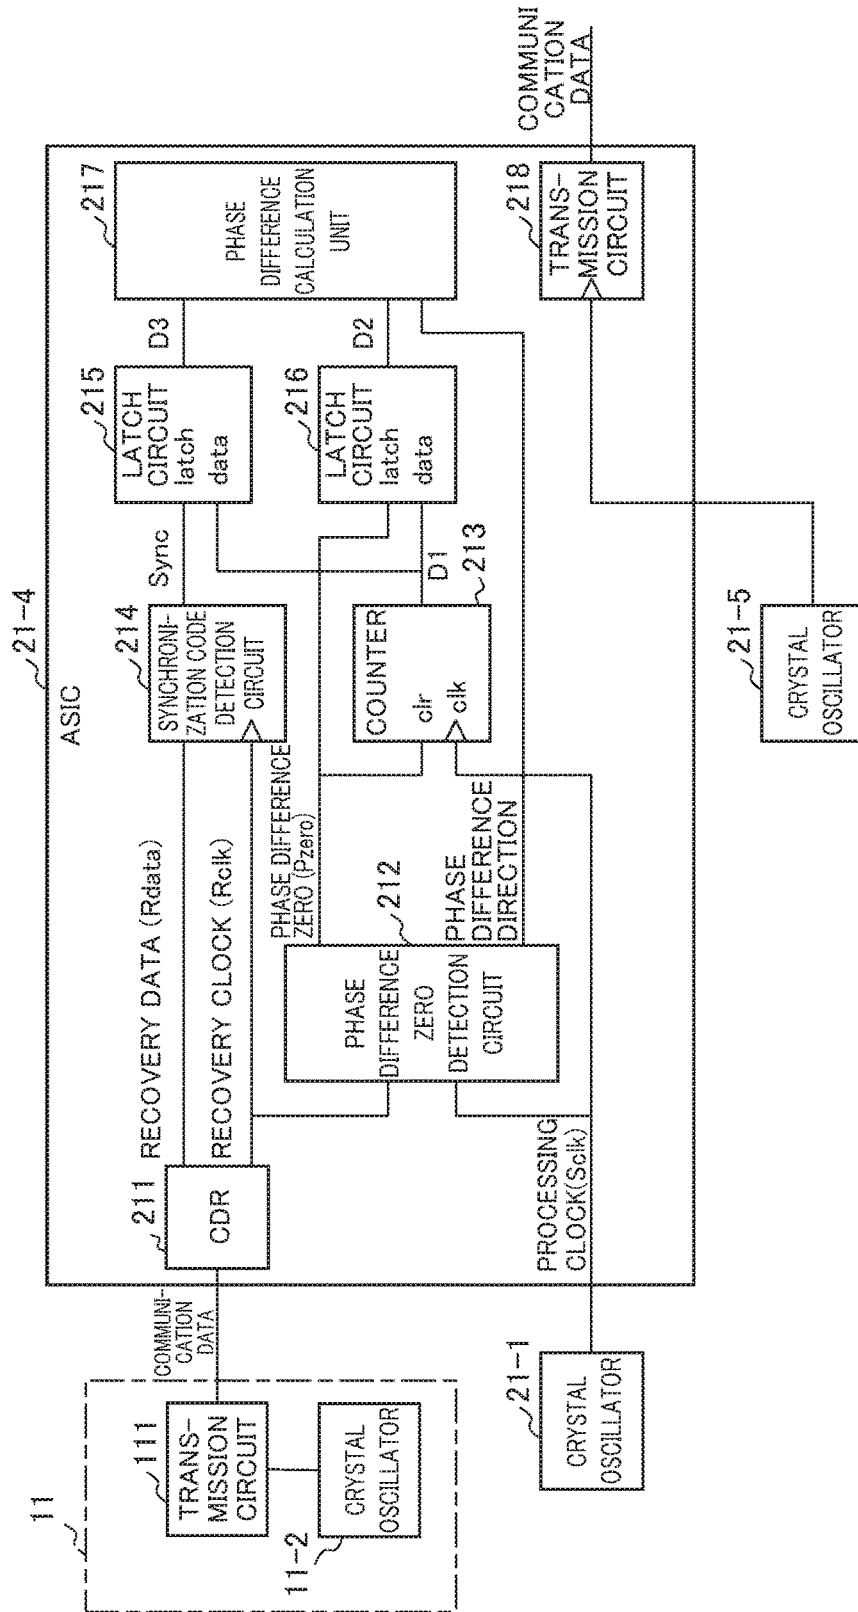 11
111
TRANS-
MISSION
CIRCUIT
11-2
CRYSTAL
OSCILLATOR
COMMUNI-
CATION
DATA
21-1
CRYSTAL
OSCILLATOR
21-4
ASIC
211
CDR
RECOVERY DATA (Rdata)
RECOVERY CLOCK (Rclk)
PROCESSING
CLOCK(Sclk)
212
PHASE
DIFFERENCE
ZERO
DETECTION
CIRCUIT
PHASE DIFFERENCE
ZERO (Pzero)
PHASE
DIFFERENCE
DIRECTION
214
SYNCHRONI-
ZATION CODE
DETECTION
CIRCUIT
213
COUNTER
clr
clk
Sync
D1
215
LATCH
CIRCUIT
latch
data
216
LATCH
CIRCUIT
latch
data
D3
D2
217
PHASE
DIFFERENCE
CALCULATION
UNIT
218
TRANS-
MISSION
CIRCUIT
21-5
CRYSTAL
OSCILLATOR
COMMUNI
CATION
DATA